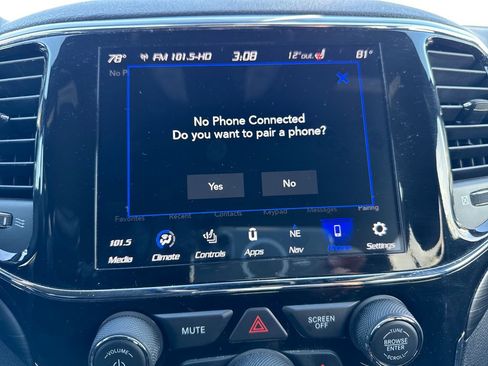 78° FM 101.5-HD 3:08 12°out. 81°
No P
No Phone Connected
Do you want to pair a phone?
Yes No
Favorites Recent Contacts Keypad Messages Pairing
101.5 NE
Media Climate Controls Apps Nav Phone Settings
MUTE SCREEN OFF
VOLUME
TUNE
BROWSE
ENTER
SCROLL